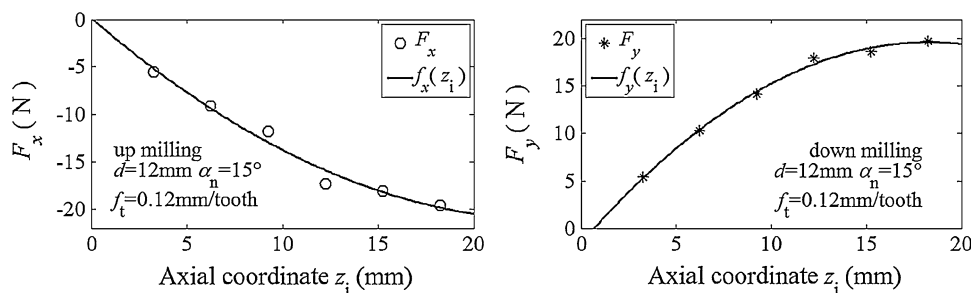 0
-5
-10
-15
-20
F_x (N)
F_x
f_x(z_i)
up milling
d=12mm α_n=15°
f_t=0.12mm/tooth
0 5 10 15 20
Axial coordinate z_i (mm)
20
15
10
5
0
F_y (N)
F_y
f_y(z_i)
down milling
d=12mm α_n=15°
f_t=0.12mm/tooth
0 5 10 15 20
Axial coordinate z_i (mm)